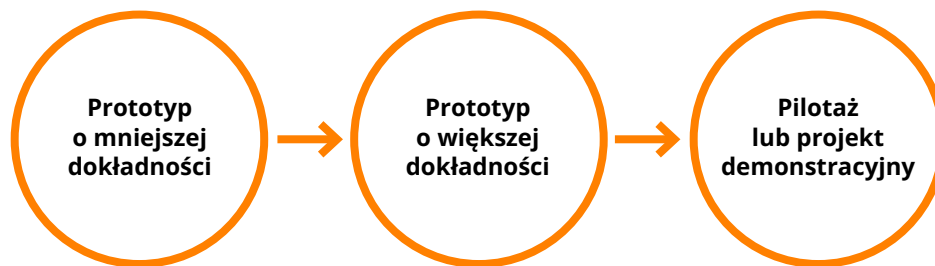 Prototyp
o mniejszej
dokładności
Prototyp
o większej
dokładności
Pilotaż
lub projekt
demonstracyjny